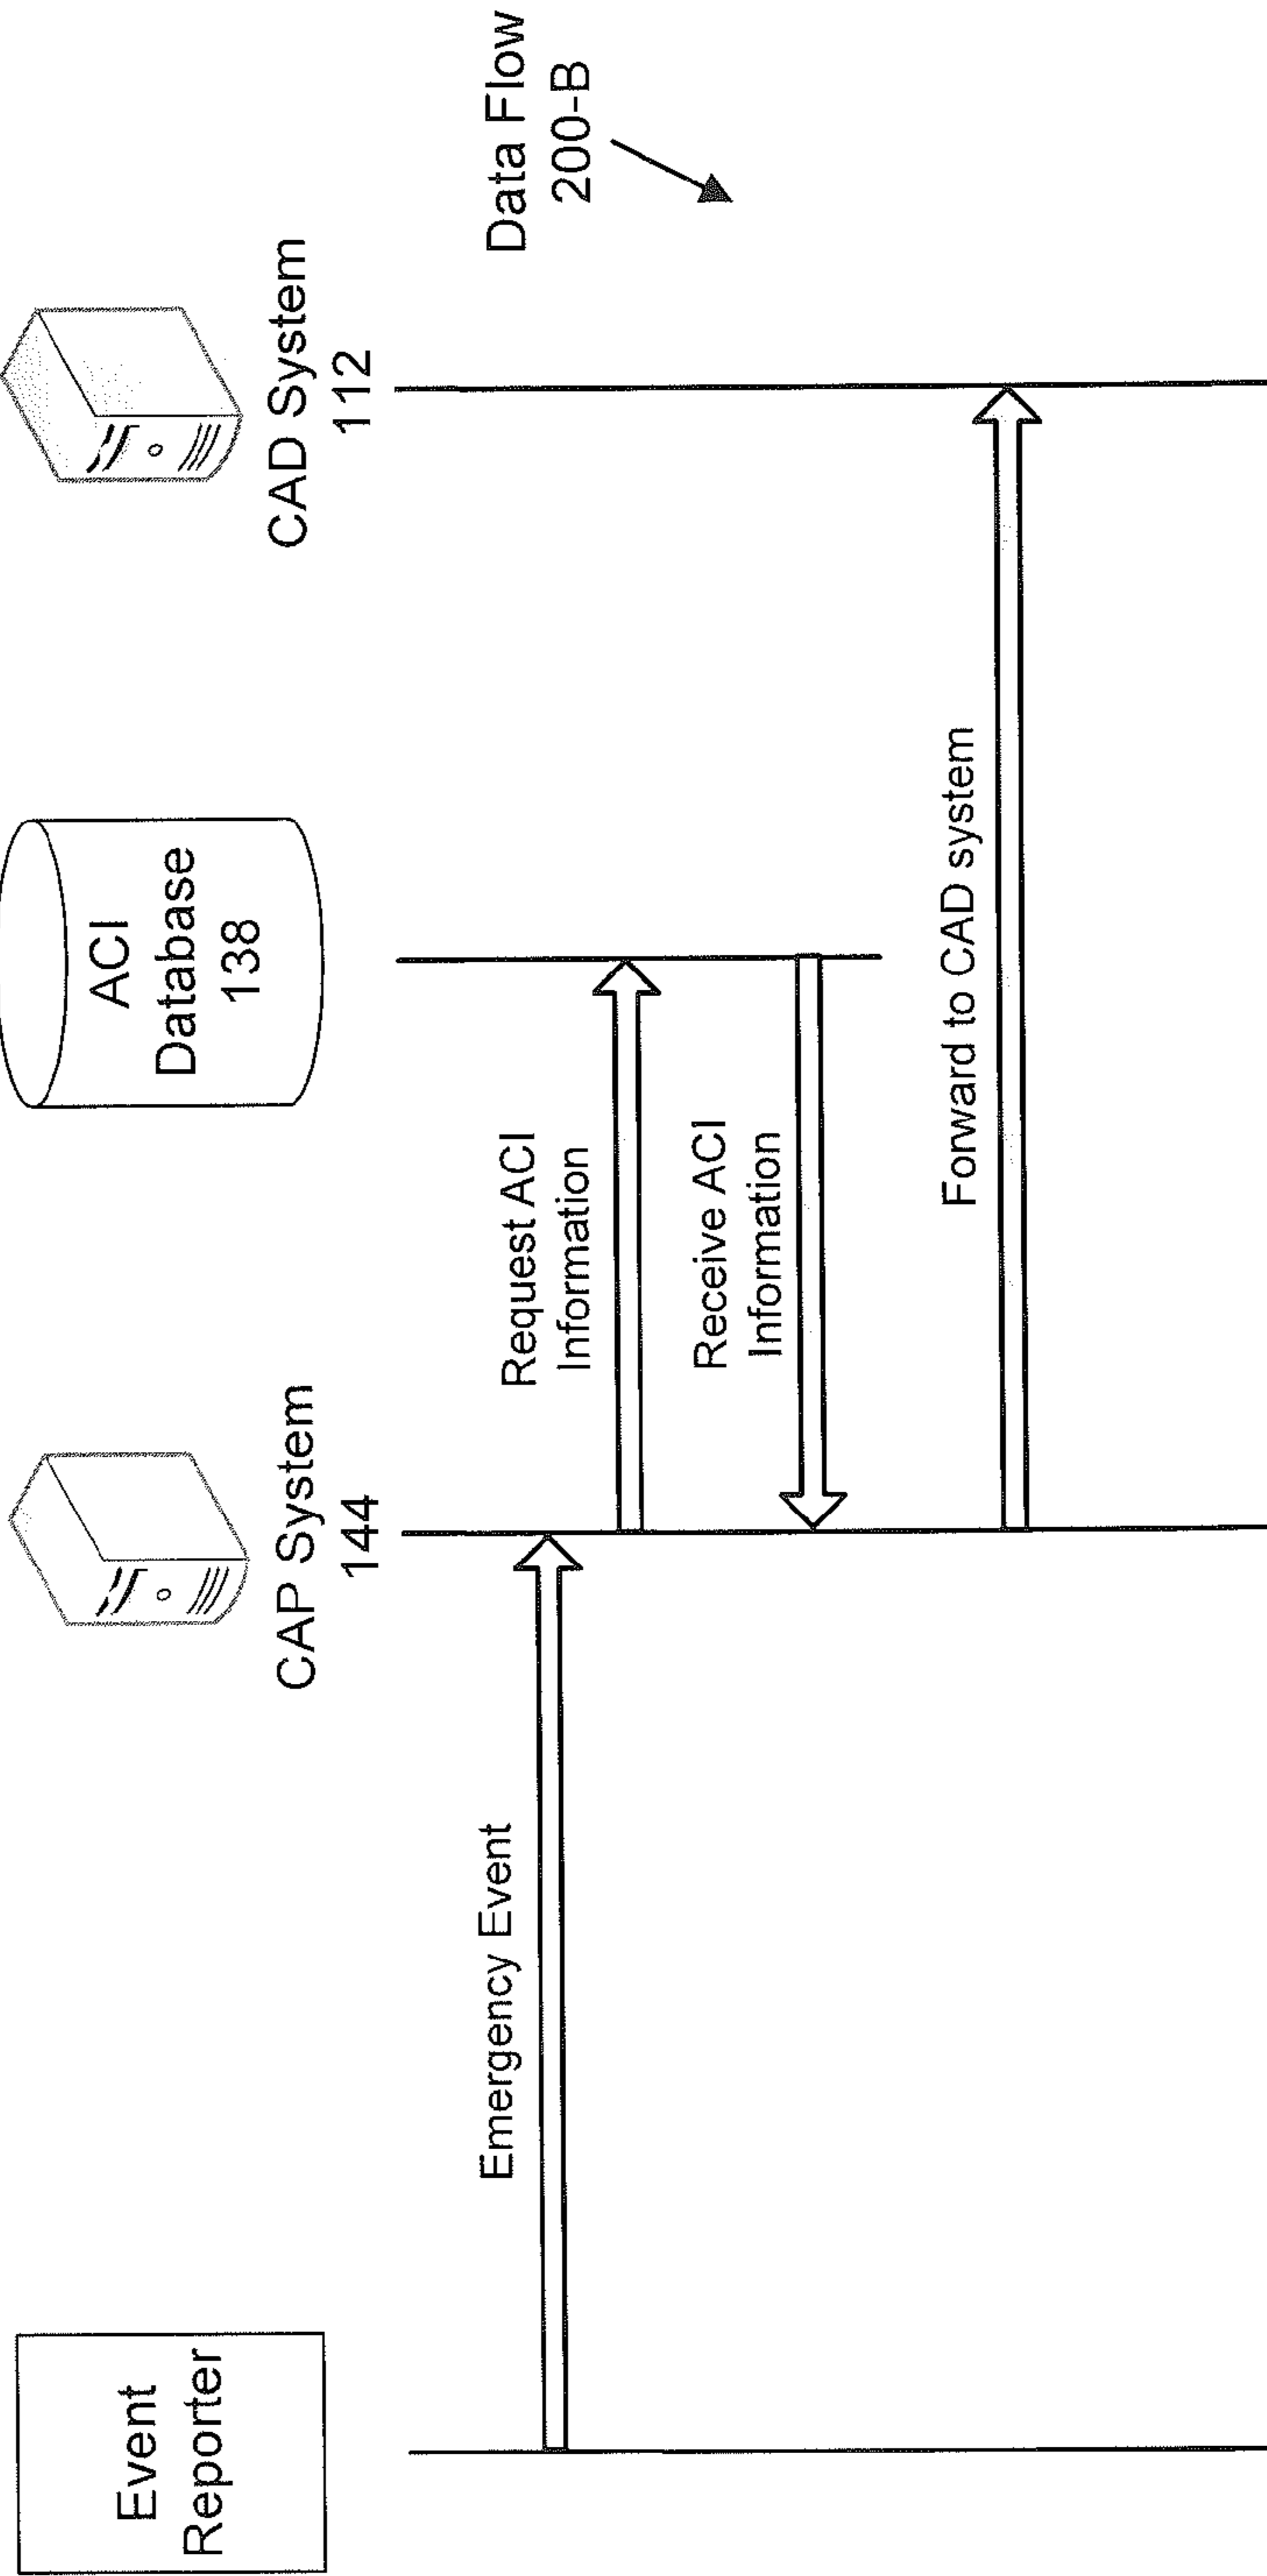 Event
Reporter
CAP System
144
ACI
Database
138
CAD System
112
Data Flow
200-B
Emergency Event
Request ACI
Information
Receive ACI
Information
Forward to CAD system